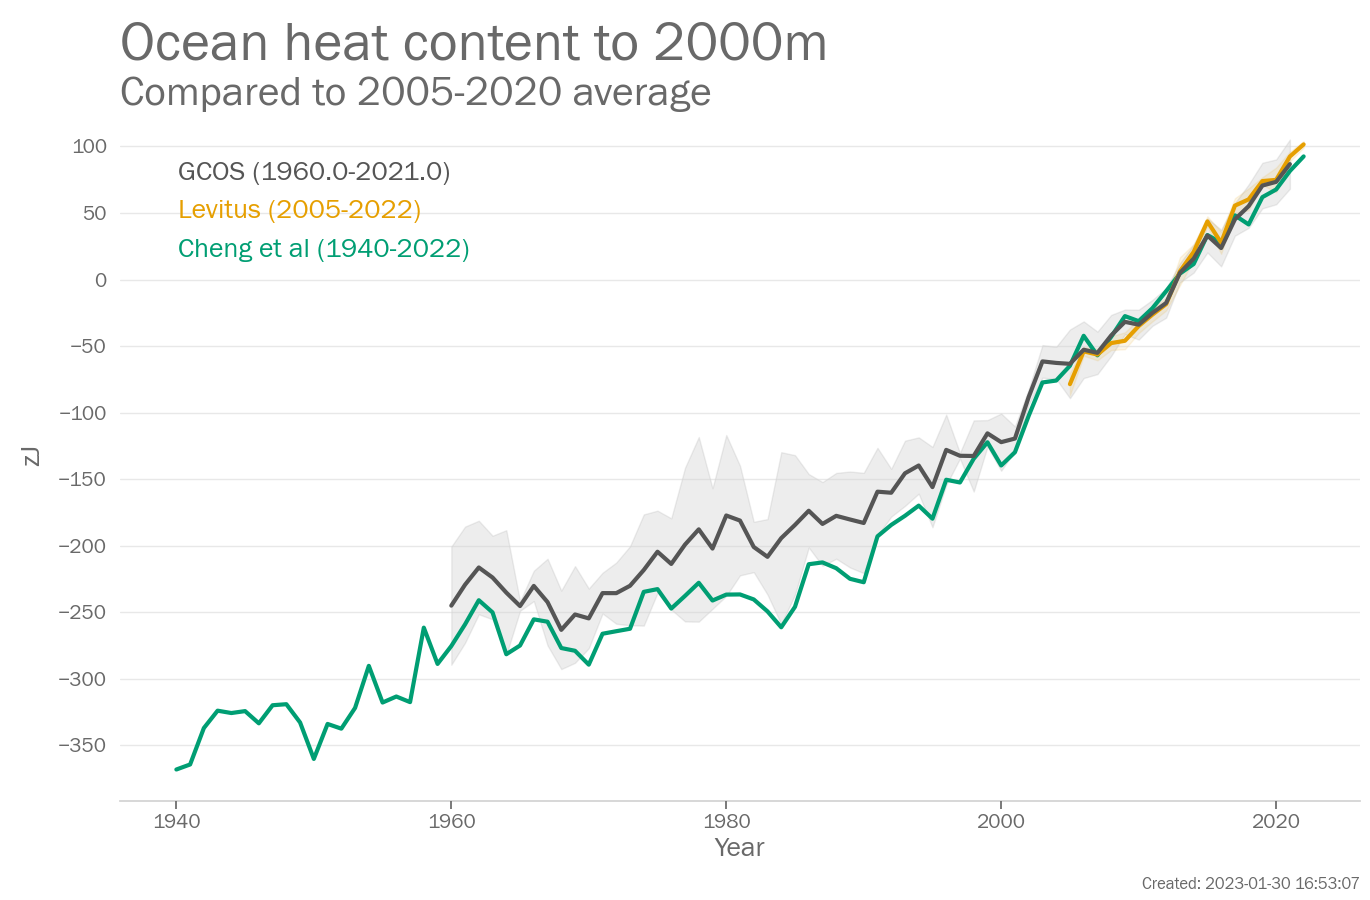 Ocean heat content to 2000m
Compared to 2005-2020 average
GCOS (1960.0-2021.0)
Levitus (2005-2022)
Cheng et al (1940-2022)
100
50
0
−50
−100
−150
−200
−250
−300
−350
zJ
1940 1960 1980 2000 2020
Year
Created: 2023-01-30 16:53:07